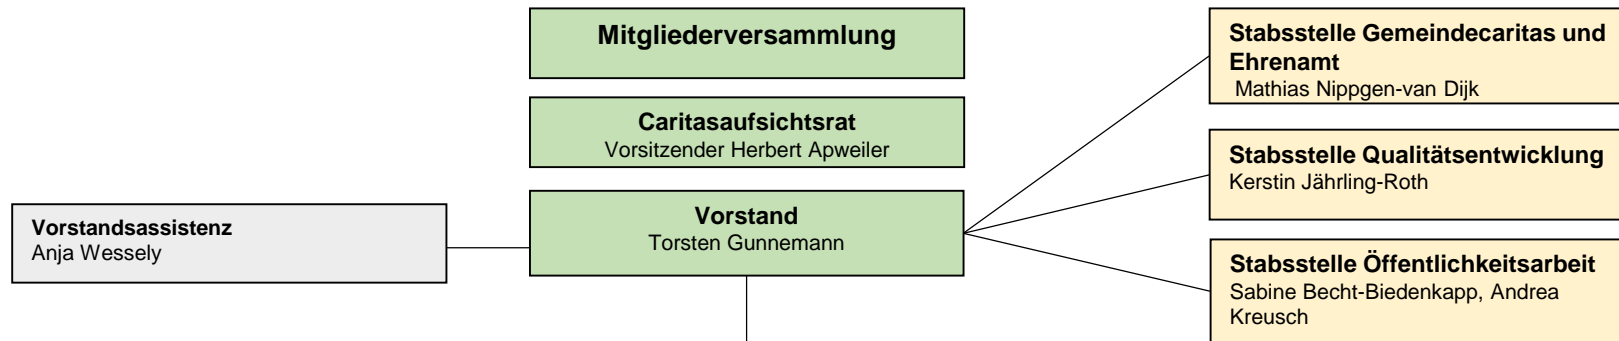 Mitgliederversammlung
Caritasaufsichtsrat
Vorsitzender Herbert Apweiler
Vorstand
Torsten Gunnemann
Vorstandsassistenz
Anja Wessely
Stabsstelle Gemeindecaritas und
Ehrenamt
Mathias Nippgen-van Dijk
Stabsstelle Qualitätsentwicklung
Kerstin Jährling-Roth
Stabsstelle Öffentlichkeitsarbeit
Sabine Becht-Biedenkapp, Andrea
Kreusch